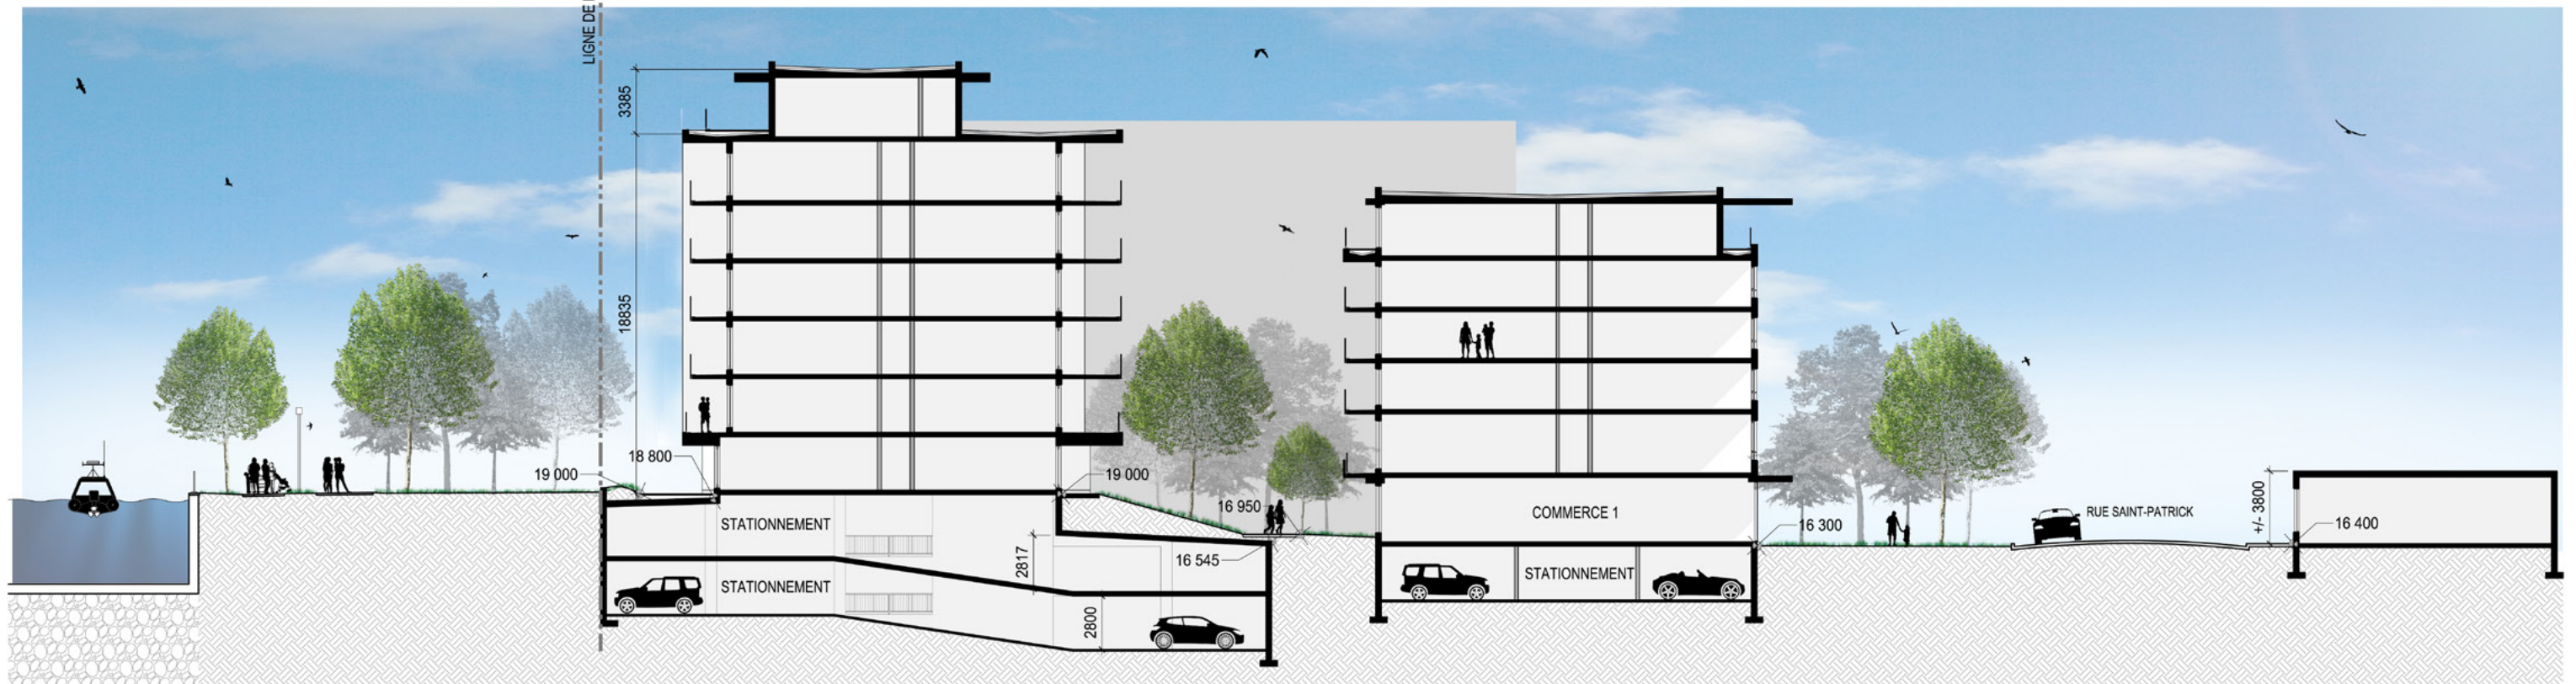 LIGNE DE
3385
18835
19 000
18 800
19 000
STATIONNEMENT
STATIONNEMENT
2817
2800
16 545
16 950
COMMERCE 1
STATIONNEMENT
16 300
RUE SAINT-PATRICK
+/- 3800
16 400